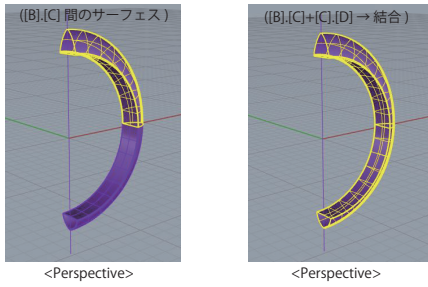 ([B].[C] 間のサーフェス )
([B].[C]+[C].[D] → 結合 )
<Perspective>
<Perspective>